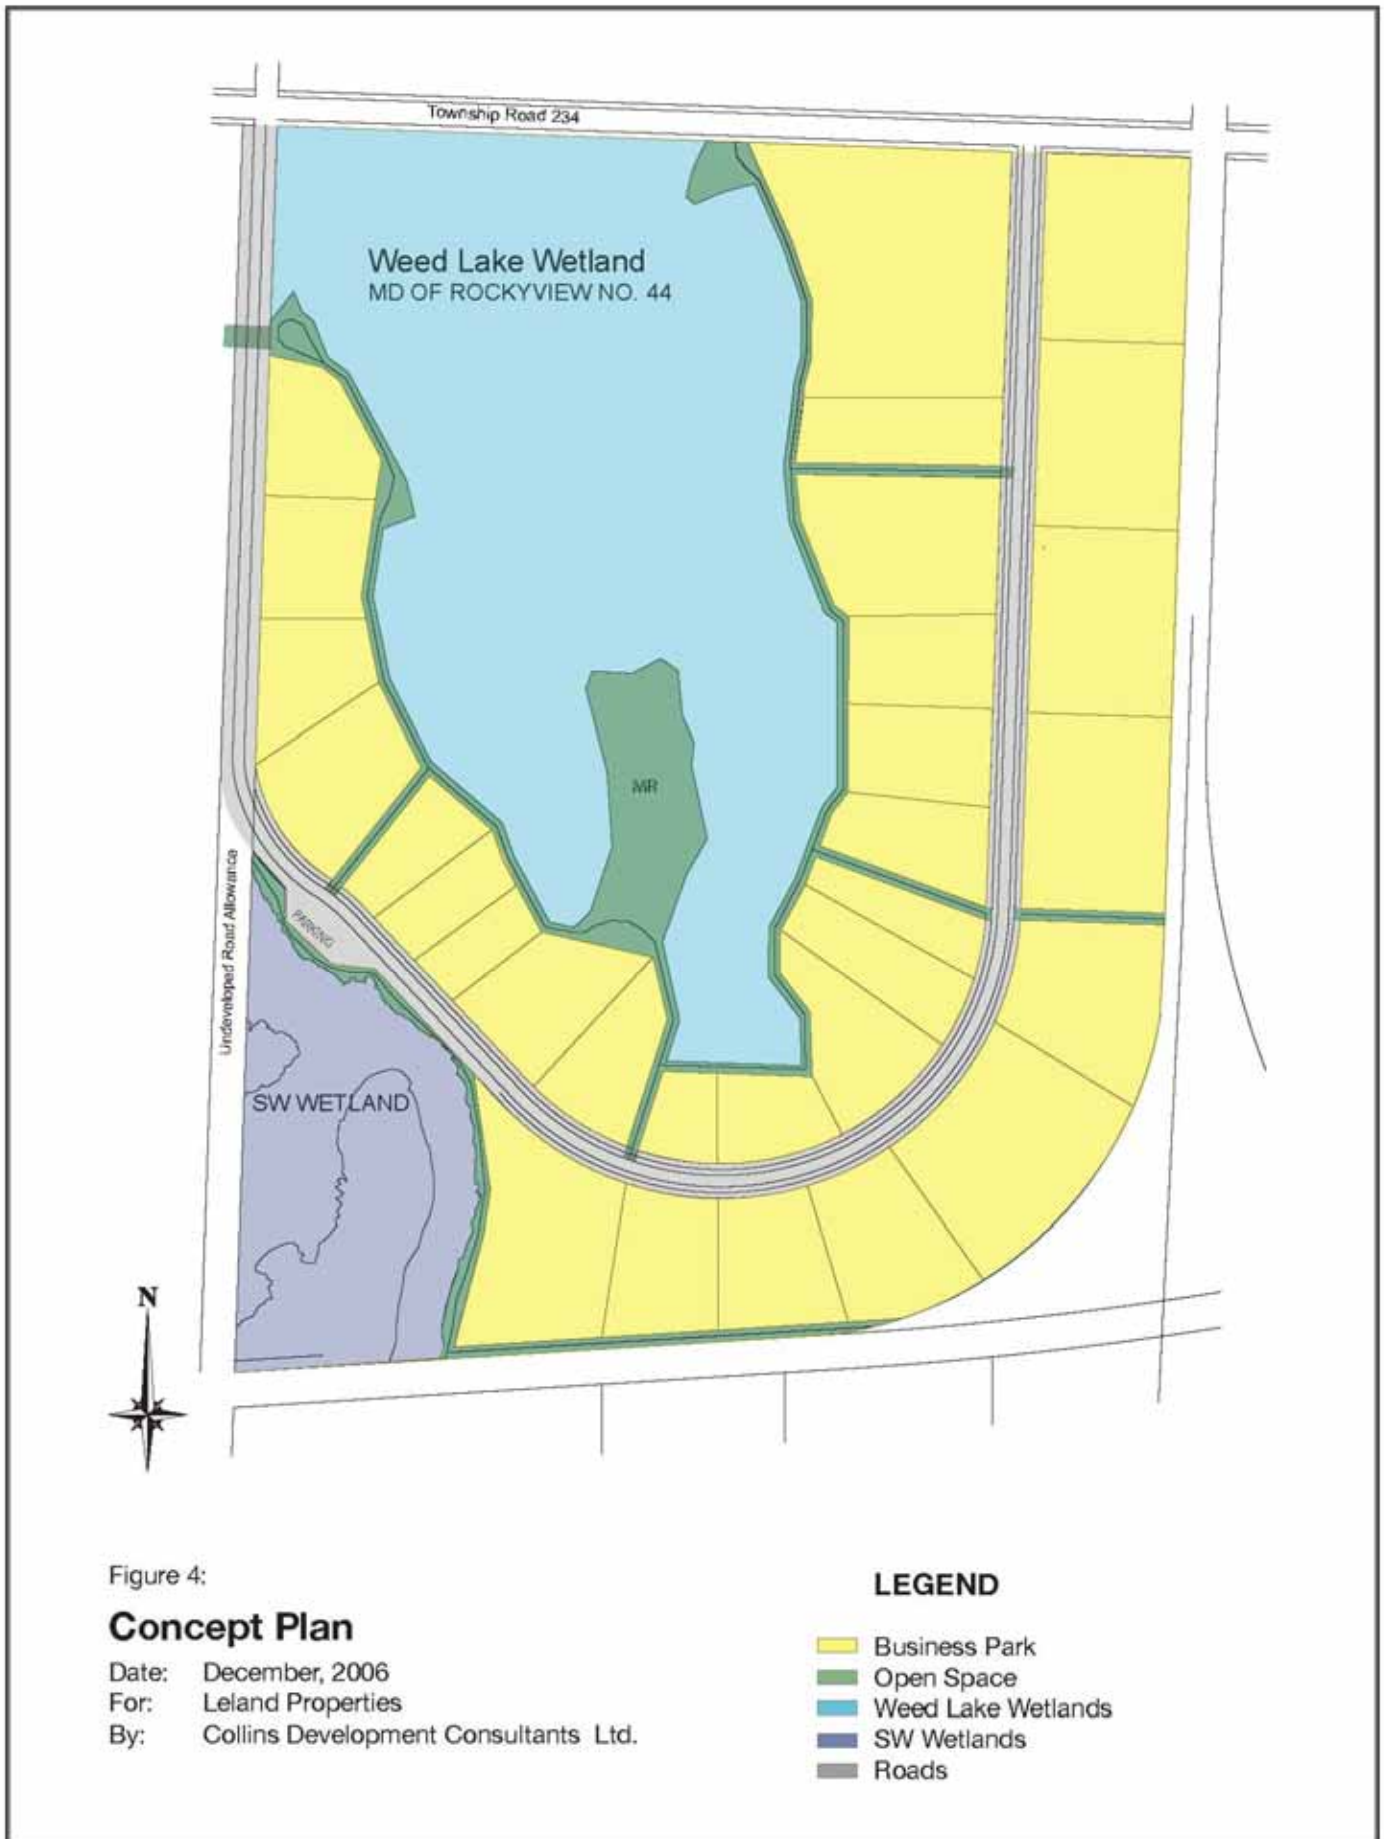 Township Road 234
Weed Lake Wetland
MD OF ROCKYVIEW NO. 44
MR
Undeveloped Road Allowance
PARKING
SW WETLAND
N
Figure 4:
Concept Plan
Date: December, 2006
For: Leland Properties
By: Collins Development Consultants Ltd.
LEGEND
Business Park
Open Space
Weed Lake Wetlands
SW Wetlands
Roads